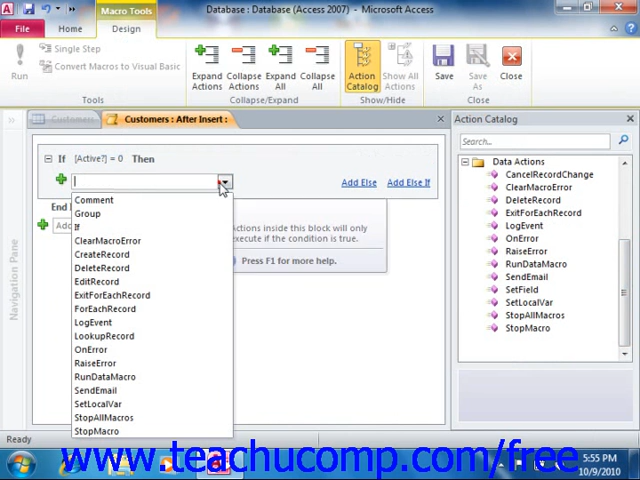 Macro Tools
Database : Database (Access 2007) - Microsoft Access
File
Home
Design
Run
Single Step
Convert Macros to Visual Basic
Tools
Expand Actions
Collapse Actions
Expand All
Collapse All
Collapse/Expand
Action Catalog
Show All Actions
Show/Hide
Save
Save As
Close
Close
Customers
Customers : After Insert :
If [Active?] = 0 Then
Add Else
Add Else If
End
Add
Comment
Group
If
ClearMacroError
CreateRecord
DeleteRecord
EditRecord
ExitForEachRecord
ForEachRecord
LogEvent
LookupRecord
OnError
RaiseError
RunDataMacro
SendEmail
SetLocalVar
StopAllMacros
StopMacro
Actions inside this block will only
execute if the condition is true.
Press F1 for more help.
Navigation Pane
Action Catalog
Search...
Data Actions
CancelRecordChange
ClearMacroError
DeleteRecord
ExitForEachRecord
LogEvent
OnError
RaiseError
RunDataMacro
SendEmail
SetField
SetLocalVar
StopAllMacros
StopMacro
Ready
www.teachucomp.com/free
5:55 PM
10/9/2010